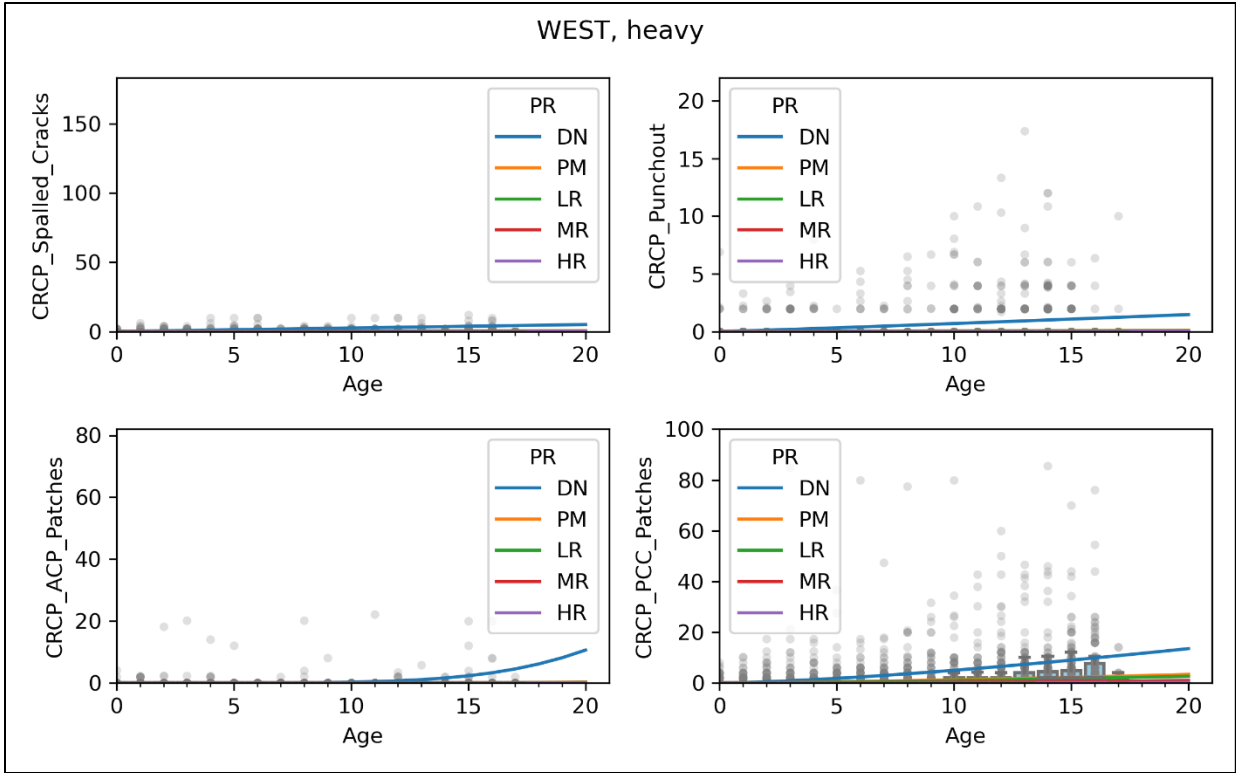 WEST, heavy
CRCP_Spalled_Cracks
150
100
50
0
PR
DN
PM
LR
MR
HR
0 5 10 15 20
Age
CRCP_Punchout
20
15
10
5
0
PR
DN
PM
LR
MR
HR
0 5 10 15 20
Age
CRCP_ACP_Patches
80
60
40
20
0
PR
DN
PM
LR
MR
HR
0 5 10 15 20
Age
CRCP_PCC_Patches
100
80
60
40
20
0
PR
DN
PM
LR
MR
HR
0 5 10 15 20
Age